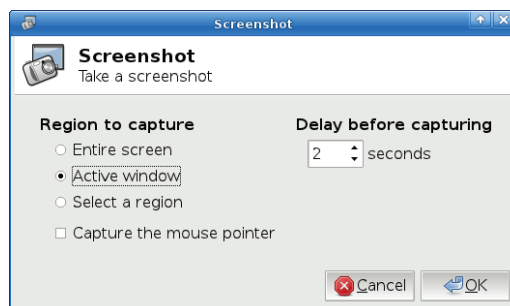 Screenshot
Screenshot
Take a screenshot
Region to capture
Entire screen
Active window
Select a region
Capture the mouse pointer
Delay before capturing
2 seconds
Cancel
OK